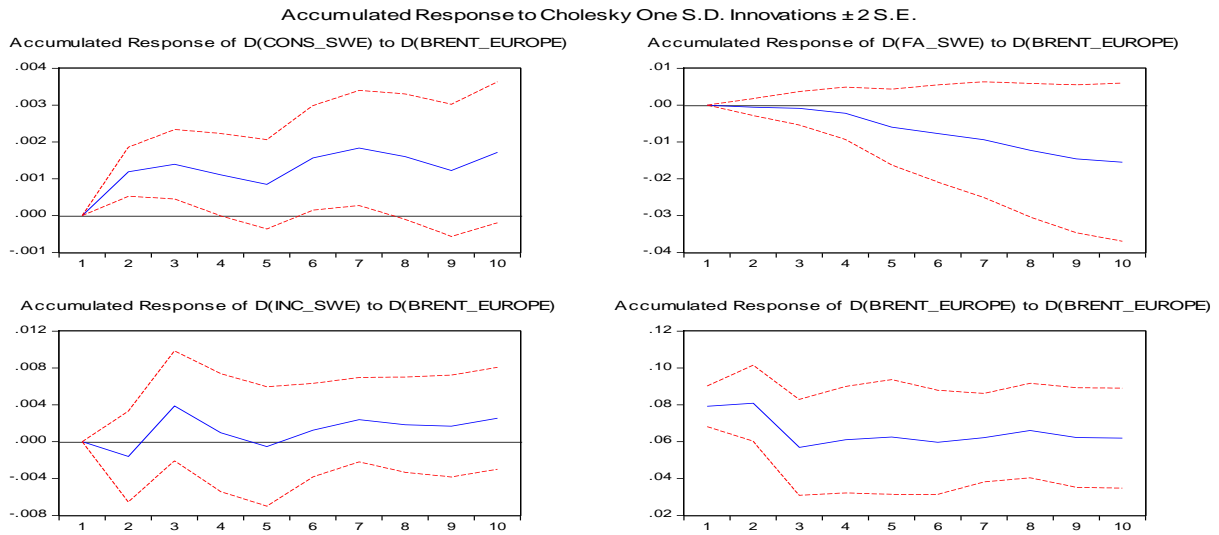 Accumulated Response to Cholesky One S.D. Innovations ± 2 S.E.
Accumulated Response of D(CONS_SWE) to D(BRENT_EUROPE)
.004
.003
.002
.001
.000
-.001
1 2 3 4 5 6 7 8 9 10
Accumulated Response of D(FA_SWE) to D(BRENT_EUROPE)
.01
.00
-.01
-.02
-.03
-.04
1 2 3 4 5 6 7 8 9 10
Accumulated Response of D(INC_SWE) to D(BRENT_EUROPE)
.012
.008
.004
.000
-.004
-.008
1 2 3 4 5 6 7 8 9 10
Accumulated Response of D(BRENT_EUROPE) to D(BRENT_EUROPE)
.12
.10
.08
.06
.04
.02
1 2 3 4 5 6 7 8 9 10